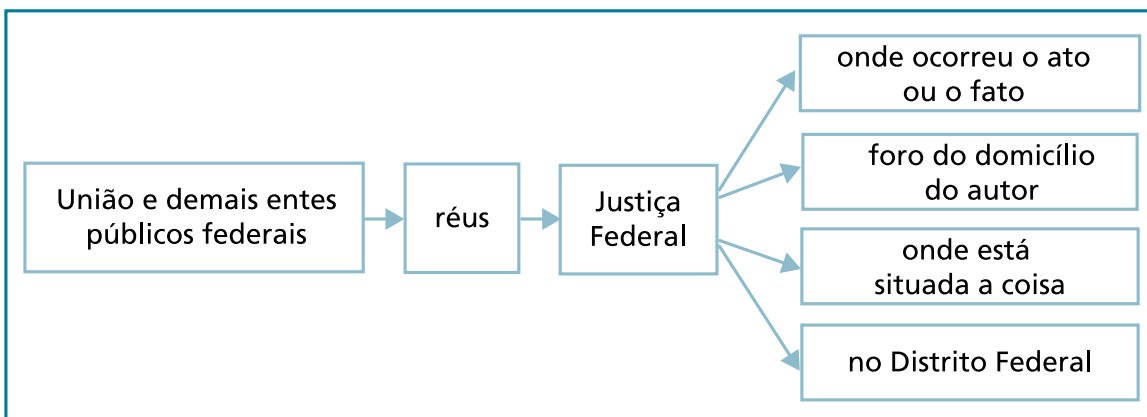 União e demais entes
públicos federais
réus
Justiça
Federal
onde ocorreu o ato
ou o fato
foro do domicílio
do autor
onde está
situada a coisa
no Distrito Federal